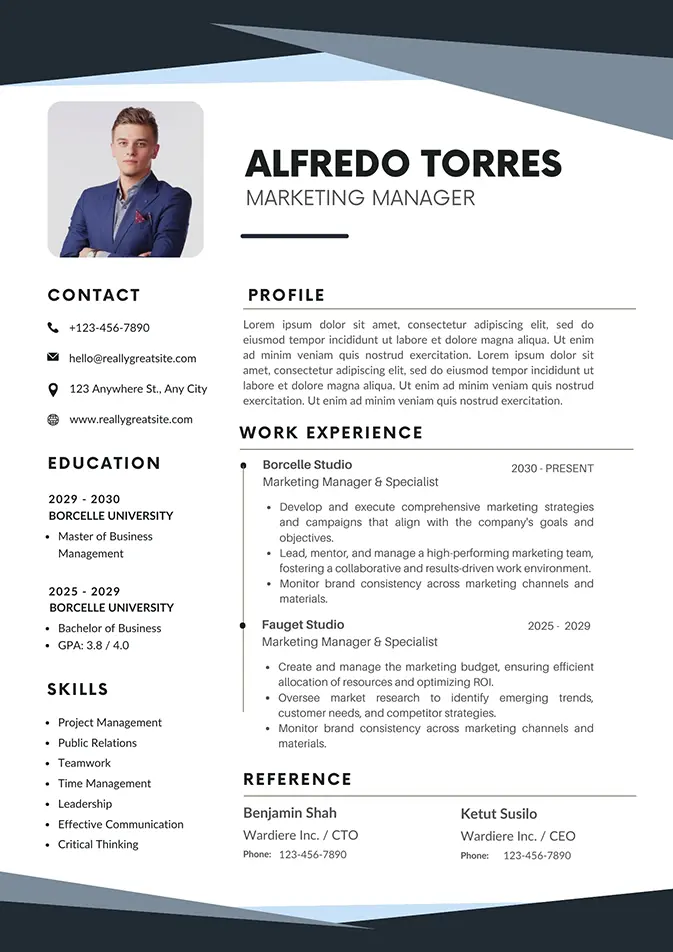 ALFREDO TORRES
MARKETING MANAGER
CONTACT
+123-456-7890
hello@reallygreatsite.com
123 Anywhere St., Any City
www.reallygreatsite.com
EDUCATION
2029 - 2030
BORCELLE UNIVERSITY
• Master of Business
Management
2025 - 2029
BORCELLE UNIVERSITY
• Bachelor of Business
• GPA: 3.8 / 4.0
SKILLS
• Project Management
• Public Relations
• Teamwork
• Time Management
• Leadership
• Effective Communication
• Critical Thinking
PROFILE
Lorem ipsum dolor sit amet, consectetur adipiscing elit, sed do
eiusmod tempor incididunt ut labore et dolore magna aliqua. Ut enim
ad minim veniam quis nostrud exercitation. Lorem ipsum dolor sit
amet, consectetur adipiscing elit, sed do eiusmod tempor incididunt
ut labore et dolore magna aliqua. Ut enim ad minim veniam quis nostrud
exercitation. Ut enim ad minim veniam quis nostrud exercitation.
WORK EXPERIENCE
Borcelle Studio 2030 - PRESENT
Marketing Manager & Specialist
• Develop and execute comprehensive marketing strategies
and campaigns that align with the company's goals and
objectives.
• Lead, mentor, and manage a high-performing marketing team,
fostering a collaborative and results-driven work environment.
• Monitor brand consistency across marketing channels and
materials.
Fauget Studio 2025 - 2029
Marketing Manager & Specialist
• Create and manage the marketing budget, ensuring efficient
allocation of resources and optimizing ROI.
• Oversee market research to identify emerging trends,
customer needs, and competitor strategies.
• Monitor brand consistency across marketing channels and
materials.
REFERENCE
Benjamin Shah
Wardiere Inc. / CTO
Phone: 123-456-7890
Ketut Susilo
Wardiere Inc. / CEO
Phone: 123-456-7890